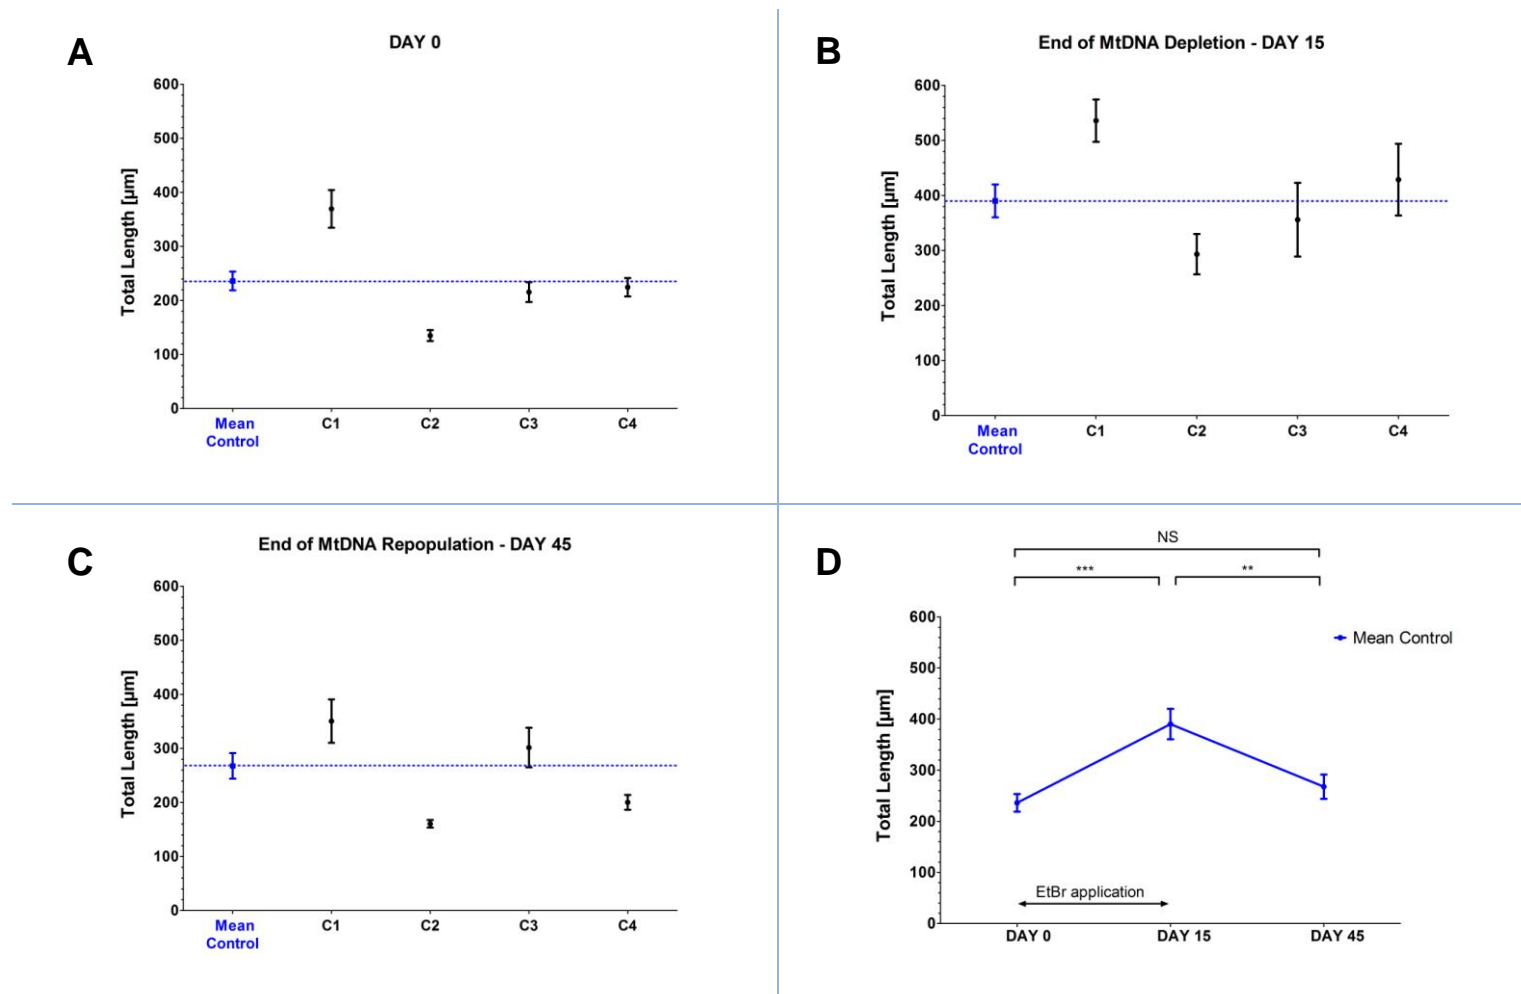 A
DAY 0
Total Length [µm]
600
500
400
300
200
100
0
Mean
Control
C1
C2
C3
C4
B
End of MtDNA Depletion - DAY 15
Total Length [µm]
600
500
400
300
200
100
0
Mean
Control
C1
C2
C3
C4
C
End of MtDNA Repopulation - DAY 45
Total Length [µm]
600
500
400
300
200
100
0
Mean
Control
C1
C2
C3
C4
D
NS
***
**
Mean Control
Total Length [µm]
600
500
400
300
200
100
0
EtBr application
DAY 0
DAY 15
DAY 45